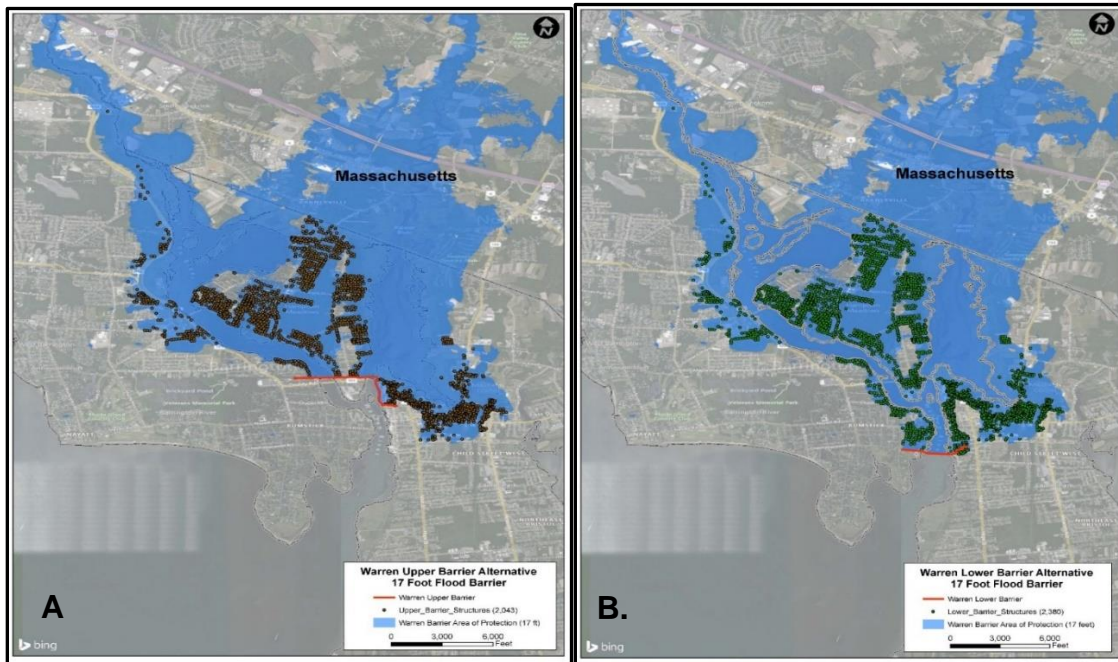 N
Massachusetts
Warren Upper Barrier Alternative
17 Foot Flood Barrier
Warren Upper Barrier
Upper_Barrier_Structures (2,043)
Warren Barrier Area of Protection (17 ft)
0 3,000 6,000
Feet
A
bing
N
Massachusetts
Warren Lower Barrier Alternative
17 Foot Flood Barrier
Warren Lower Barrier
Lower_Barrier_Structures (2,380)
Warren Barrier Area of Protection (17 feet)
0 3,000 6,000
Feet
B.
bing